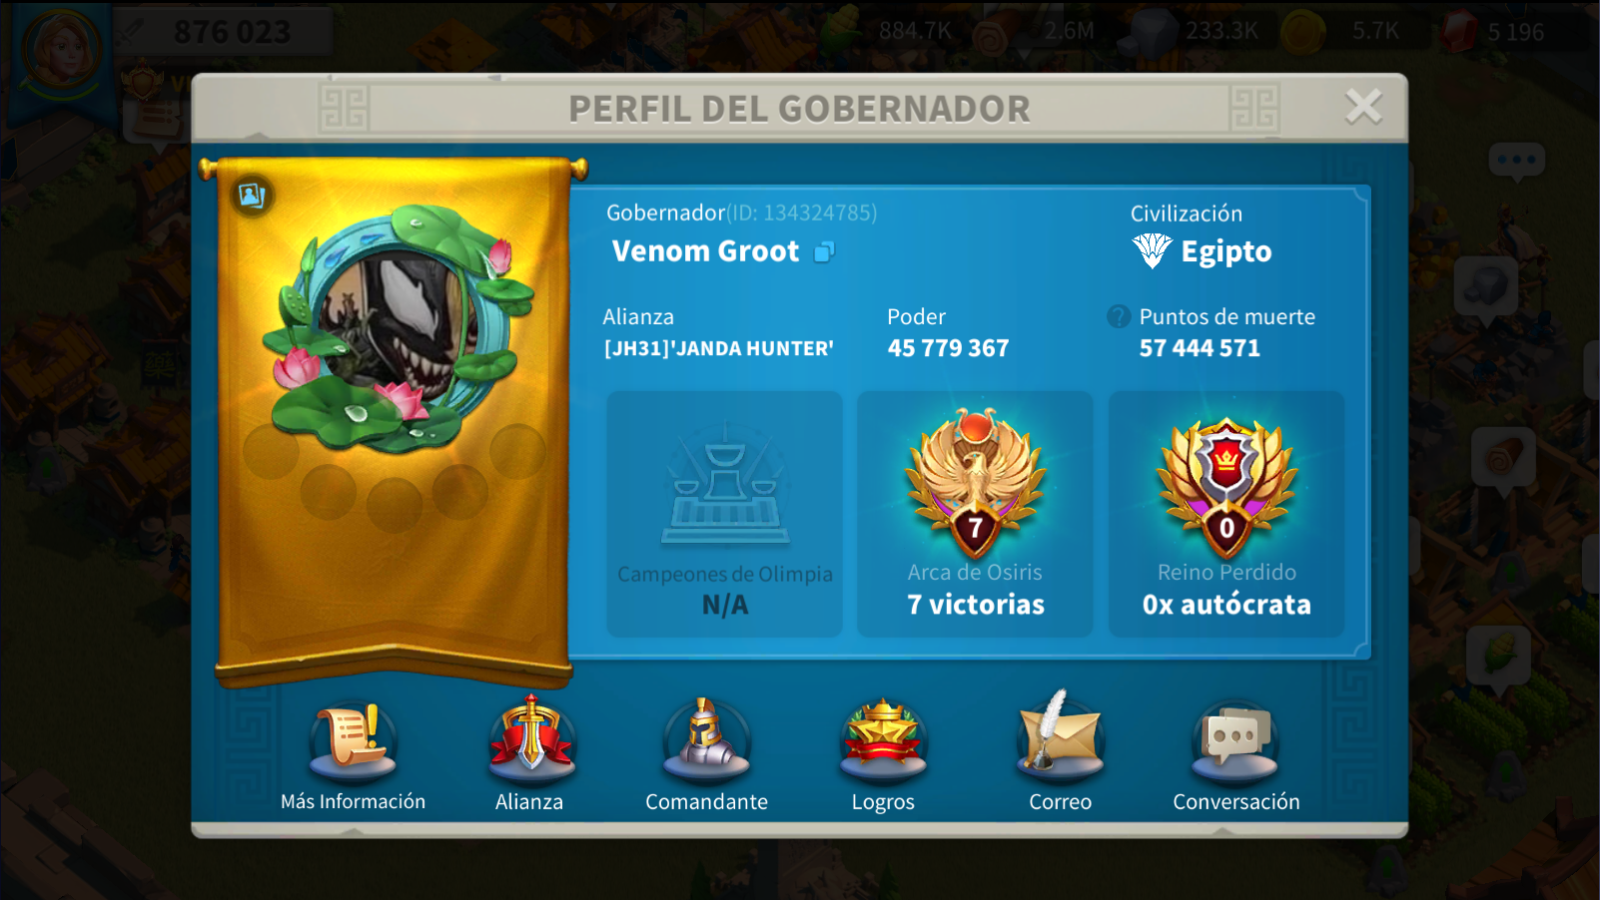 876 023
884.7K
2.6M
233.3K
5.7K
5 196
PERFIL DEL GOBERNADOR
Gobernador(ID: 134324785)
Venom Groot
Civilización
Egipto
Alianza
[JH31]'JANDA HUNTER'
Poder
45 779 367
? Puntos de muerte
57 444 571
Campeones de Olimpia
N/A
7
Arca de Osiris
7 victorias
0
Reino Perdido
0x autócrata
Más Información
Alianza
Comandante
Logros
Correo
Conversación